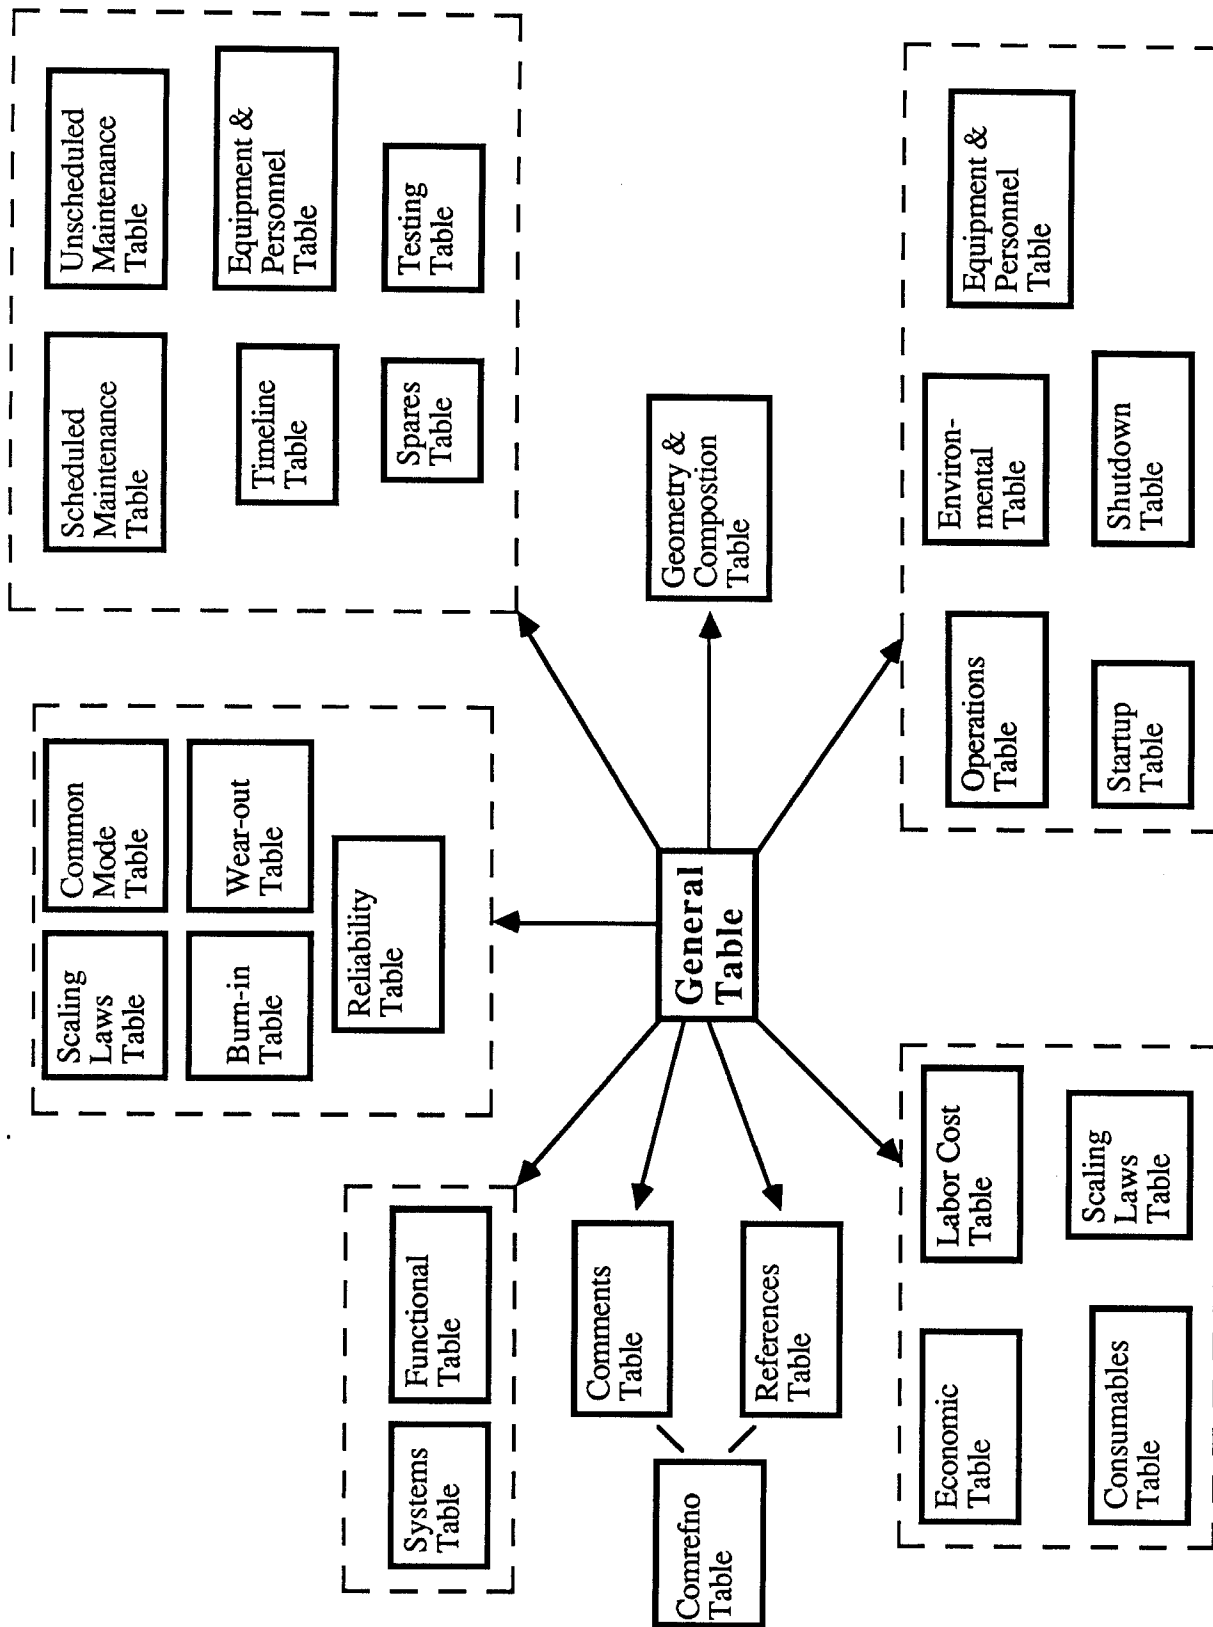 Systems
Table
Functional
Table
Scaling
Laws
Table
Common
Mode
Table
Burn-in
Table
Wear-out
Table
Reliability
Table
Scheduled
Maintenance
Table
Unscheduled
Maintenance
Table
Timeline
Table
Equipment &
Personnel
Table
Spares
Table
Testing
Table
Comrefno
Table
Comments
Table
References
Table
General
Table
Geometry &
Compostion
Table
Economic
Table
Labor Cost
Table
Consumables
Table
Scaling
Laws
Table
Operations
Table
Environ-
mental
Table
Equipment &
Personnel
Table
Startup
Table
Shutdown
Table